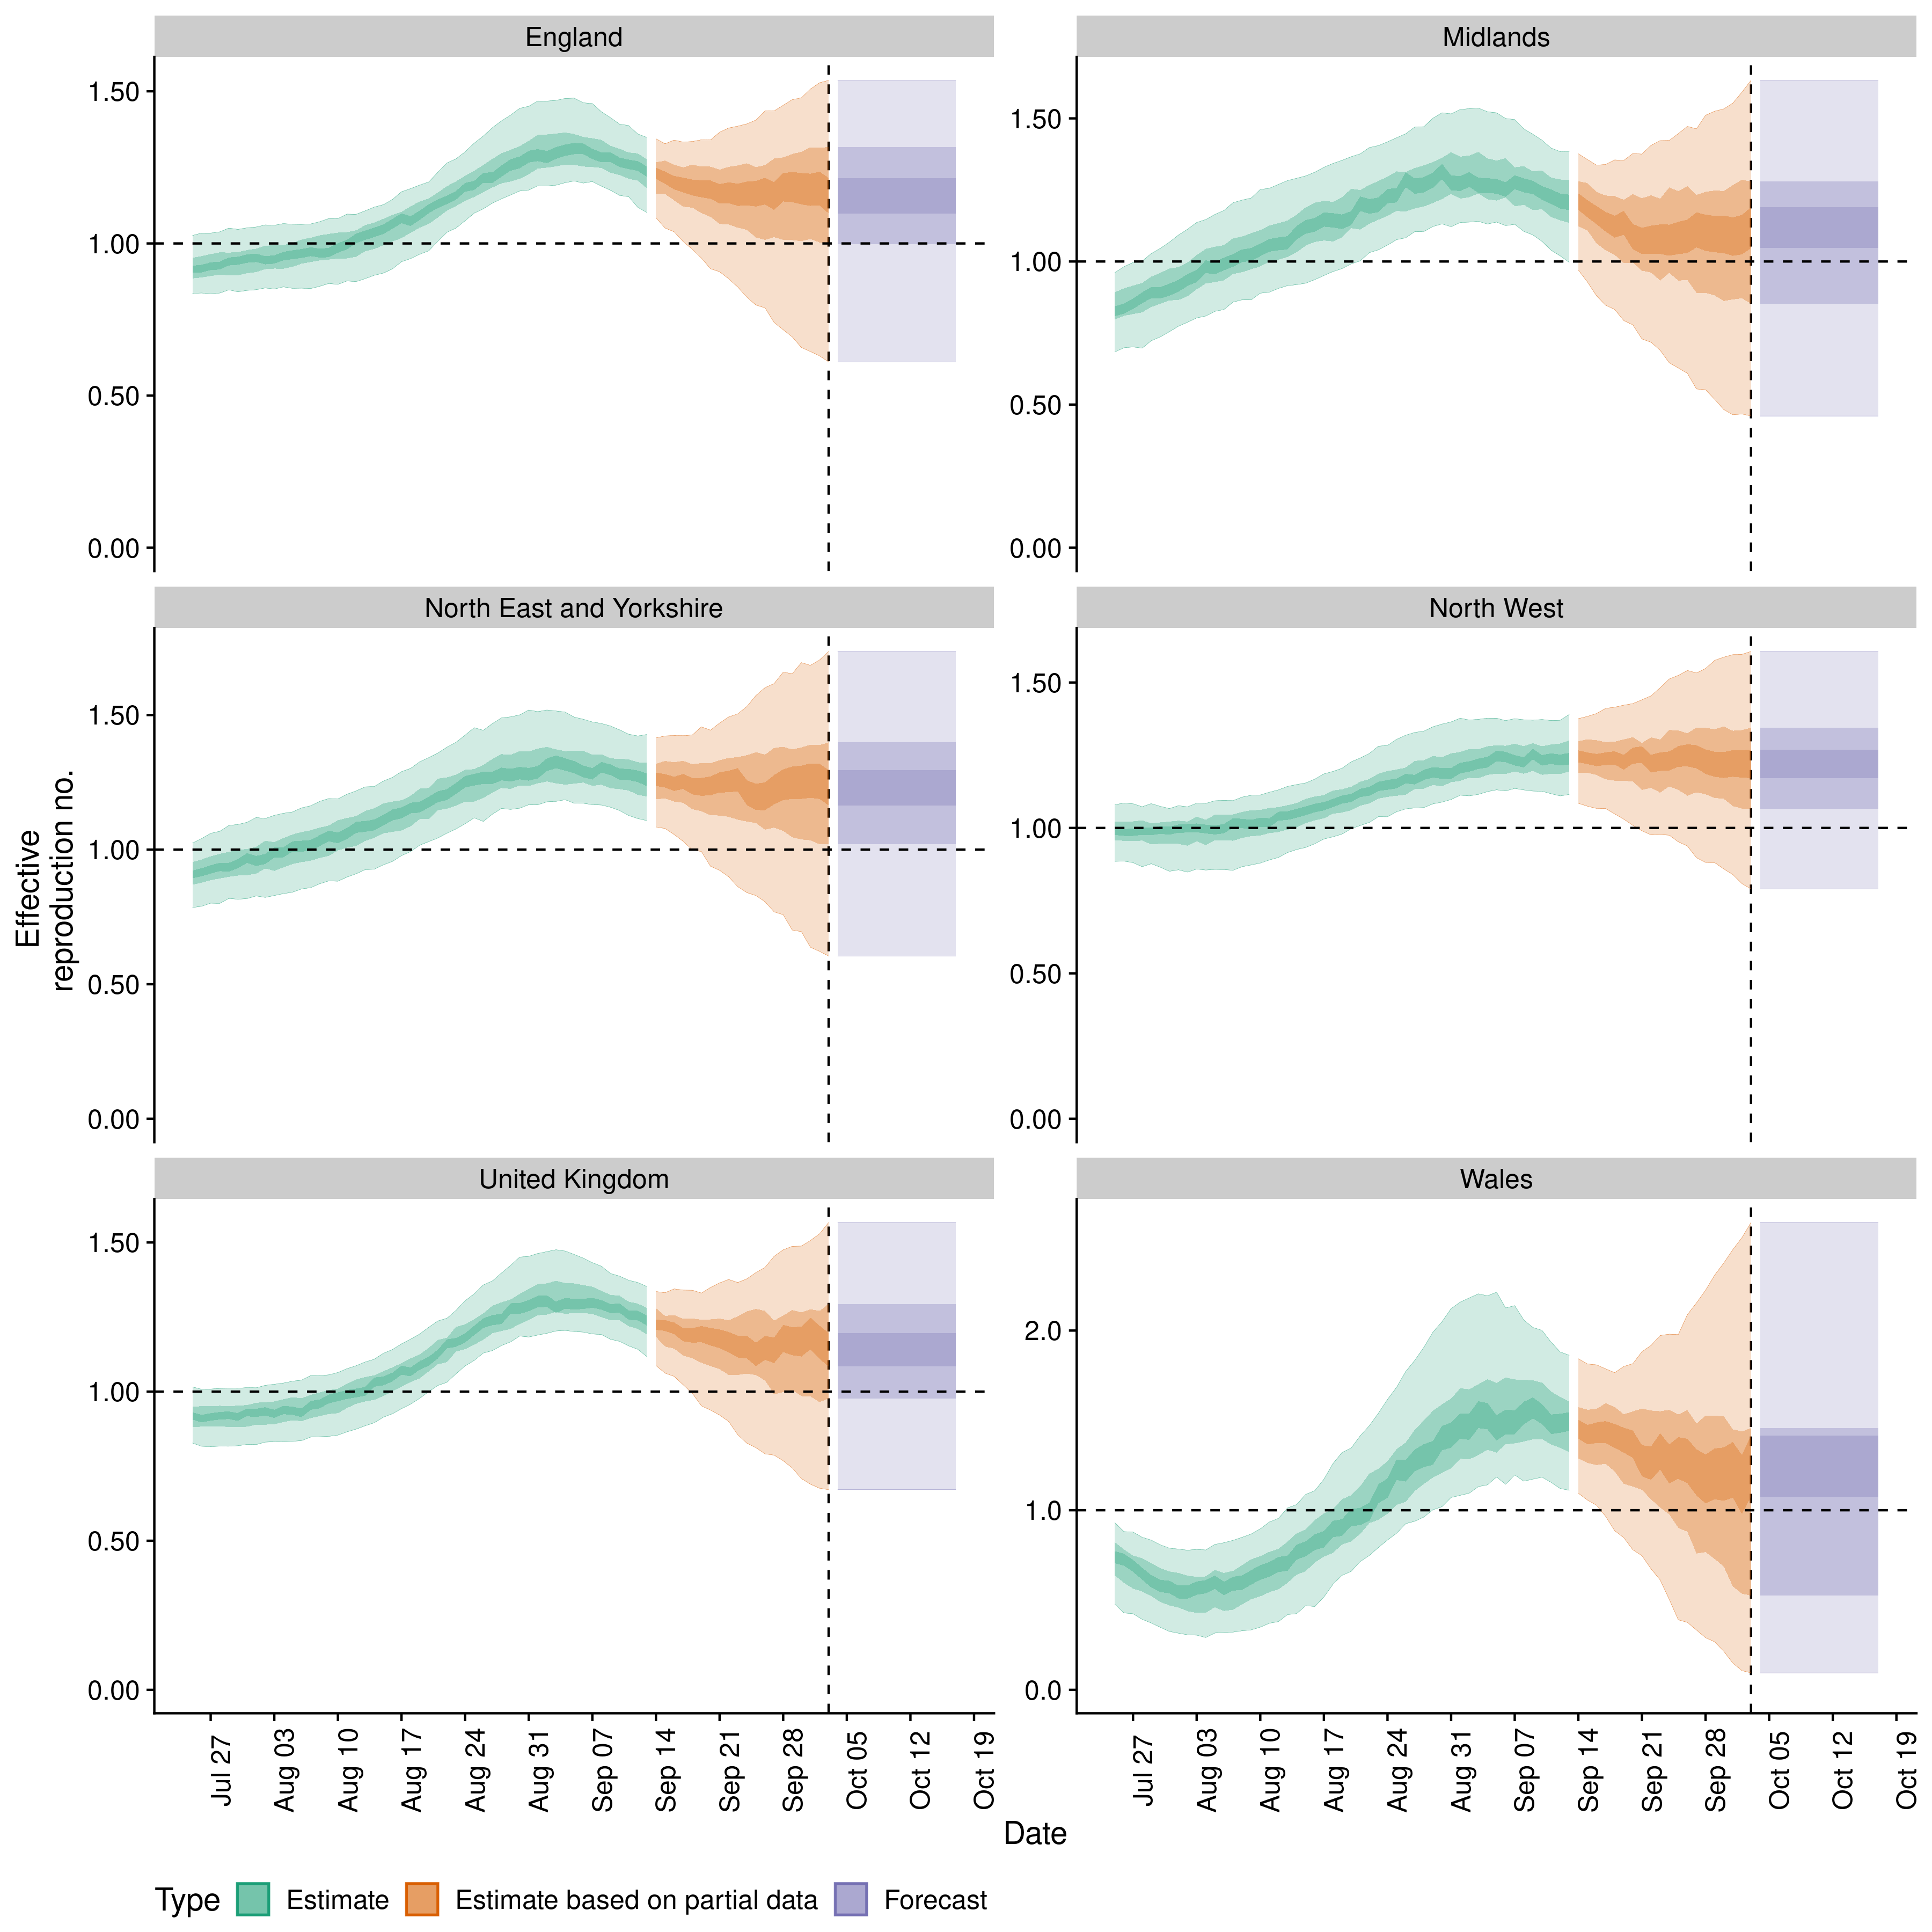 England
Midlands
1.50
1.00
0.50
0.00
1.50
1.00
0.50
0.00
North East and Yorkshire
North West
1.50
1.00
0.50
0.00
1.50
1.00
0.50
0.00
Effective
reproduction no.
United Kingdom
Wales
1.50
1.00
0.50
0.00
2.0
1.0
0.0
Jul 27
Aug 03
Aug 10
Aug 17
Aug 24
Aug 31
Sep 07
Sep 14
Sep 21
Sep 28
Oct 05
Oct 12
Oct 19
Jul 27
Aug 03
Aug 10
Aug 17
Aug 24
Aug 31
Sep 07
Sep 14
Sep 21
Sep 28
Oct 05
Oct 12
Oct 19
Date
Type Estimate Estimate based on partial data Forecast